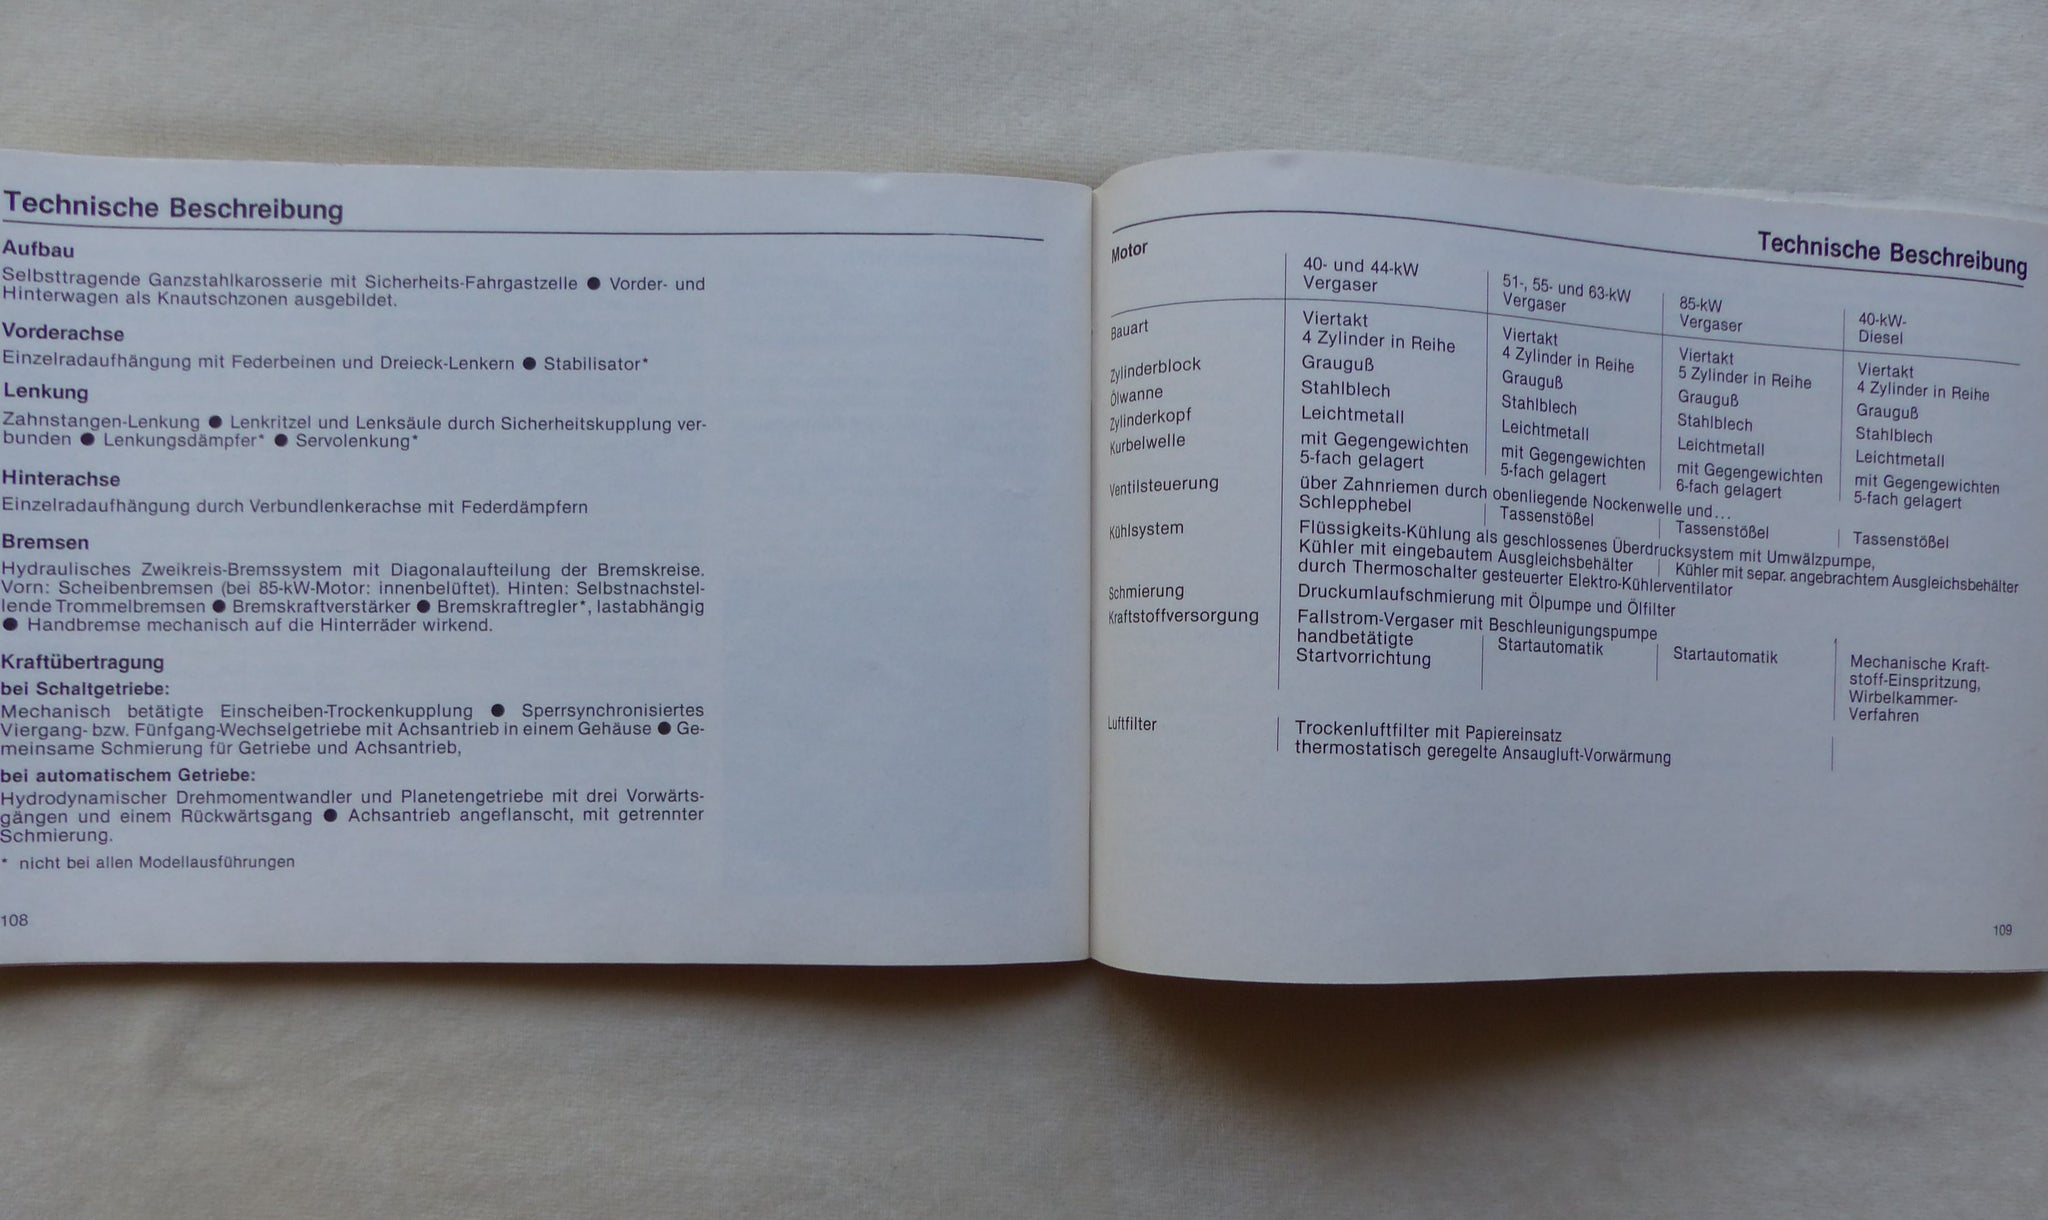 Technische Beschreibung
Aufbau
Selbsttragende Ganzstahlkarosserie mit Sicherheits-Fahrgastzelle ● Vorder- und
Hinterwagen als Knautschzonen ausgebildet.
Vorderachse
Einzelradaufhängung mit Federbeinen und Dreieck-Lenkern ● Stabilisator*
Lenkung
Zahnstangen-Lenkung ● Lenkritzel und Lenksäule durch Sicherheitskupplung ver-
bunden ● Lenkungsdämpfer* ● Servolenkung*
Hinterachse
Einzelradaufhängung durch Verbundlenkerachse mit Federdämpfern
Bremsen
Hydraulisches Zweikreis-Bremssystem mit Diagonalaufteilung der Bremskreise.
Vorn: Scheibenbremsen (bei 85-kW-Motor: innenbelüftet). Hinten: Selbstnachstel-
lende Trommelbremsen ● Bremskraftverstärker ● Bremskraftregler*, lastabhängig
● Handbremse mechanisch auf die Hinterräder wirkend.
Kraftübertragung
bei Schaltgetriebe:
Mechanisch betätigte Einscheiben-Trockenkupplung ● Sperrsynchronisiertes
Viergang- bzw. Fünfgang-Wechselgetriebe mit Achsantrieb in einem Gehäuse ● Ge-
meinsame Schmierung für Getriebe und Achsantrieb,
bei automatischem Getriebe:
Hydrodynamischer Drehmomentwandler und Planetengetriebe mit drei Vorwärts-
gängen und einem Rückwärtsgang ● Achsantrieb angeflanscht, mit getrennter
Schmierung.
* nicht bei allen Modellausführungen
108
Technische Beschreibung
Motor 40- und 44-kW 51-, 55- und 63-kW 85-kW 40-kW-
Vergaser Vergaser Vergaser Diesel
Bauart Viertakt Viertakt Viertakt Viertakt
4 Zylinder in Reihe 4 Zylinder in Reihe 5 Zylinder in Reihe 4 Zylinder in Reihe
Zylinderblock Grauguß Grauguß Grauguß Grauguß
Ölwanne Stahlblech Stahlblech Stahlblech Stahlblech
Zylinderkopf Leichtmetall Leichtmetall Leichtmetall Leichtmetall
Kurbelwelle mit Gegengewichten mit Gegengewichten mit Gegengewichten mit Gegengewichten
5-fach gelagert 5-fach gelagert 6-fach gelagert 5-fach gelagert
Ventilsteuerung über Zahnriemen durch obenliegende Nockenwelle und...
Schlepphebel Tassenstößel Tassenstößel Tassenstößel
Kühlsystem Flüssigkeits-Kühlung als geschlossenes Überdrucksystem mit Umwälzpumpe,
Kühler mit eingebautem Ausgleichsbehälter Kühler mit separ. angebrachtem Ausgleichsbehälter
durch Thermoschalter gesteuerter Elektro-Kühlerventilator
Schmierung Druckumlaufschmierung mit Ölpumpe und Ölfilter
Kraftstoffversorgung Fallstrom-Vergaser mit Beschleunigungspumpe
handbetätigte Startautomatik Startautomatik Mechanische Kraft-
Startvorrichtung stoff-Einspritzung,
Wirbelkammer-
Verfahren
Luftfilter Trockenluftfilter mit Papiereinsatz
thermostatisch geregelte Ansaugluft-Vorwärmung
109